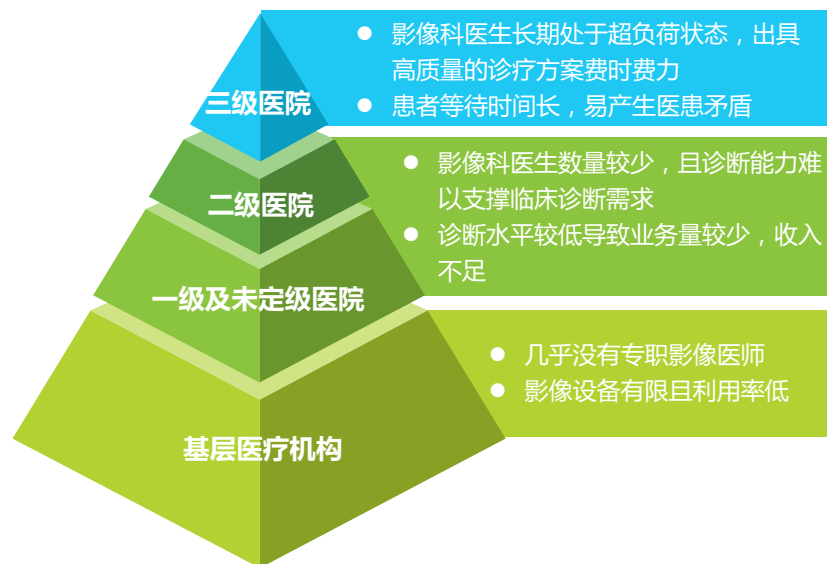 三级医院
● 影像科医生长期处于超负荷状态，出具
高质量的诊疗方案费时费力
● 患者等待时间长，易产生医患矛盾
二级医院
一级及未定级医院
● 影像科医生数量较少，且诊断能力难
以支撑临床诊断需求
● 诊断水平较低导致业务量较少，收入
不足
基层医疗机构
● 几乎没有专职影像医师
● 影像设备有限且利用率低